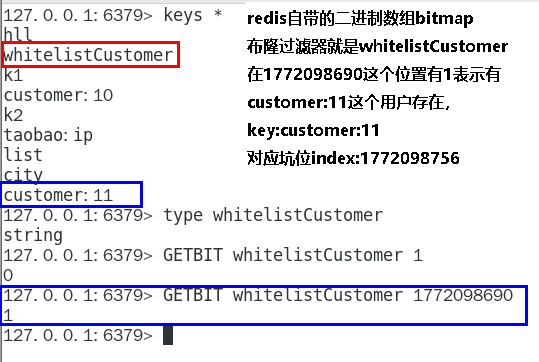 127.0.0.1:6379> keys *
hll
whitelistCustomer
k1
customer:10
k2
taobao:ip
list
city
customer:11
127.0.0.1:6379> type whitelistCustomer
string
127.0.0.1:6379> GETBIT whitelistCustomer 1
0
127.0.0.1:6379> GETBIT whitelistCustomer 1772098690
1
127.0.0.1:6379>
redis自带的二进制数组bitmap
布隆过滤器就是whitelistCustomer
在1772098690这个位置有1表示有
customer:11这个用户存在,
key:customer:11
对应坑位index:1772098756